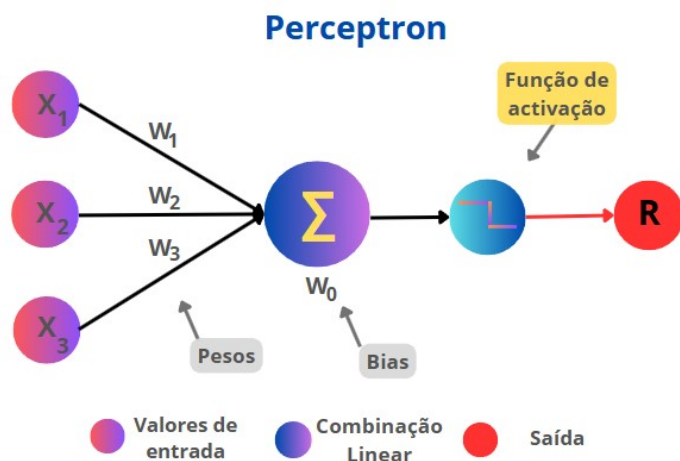 Perceptron
Função de
activação
X1
W1
X2
W2
Σ
R
W3
W0
X3
Pesos
Bias
Valores de
entrada
Combinação
Linear
Saída